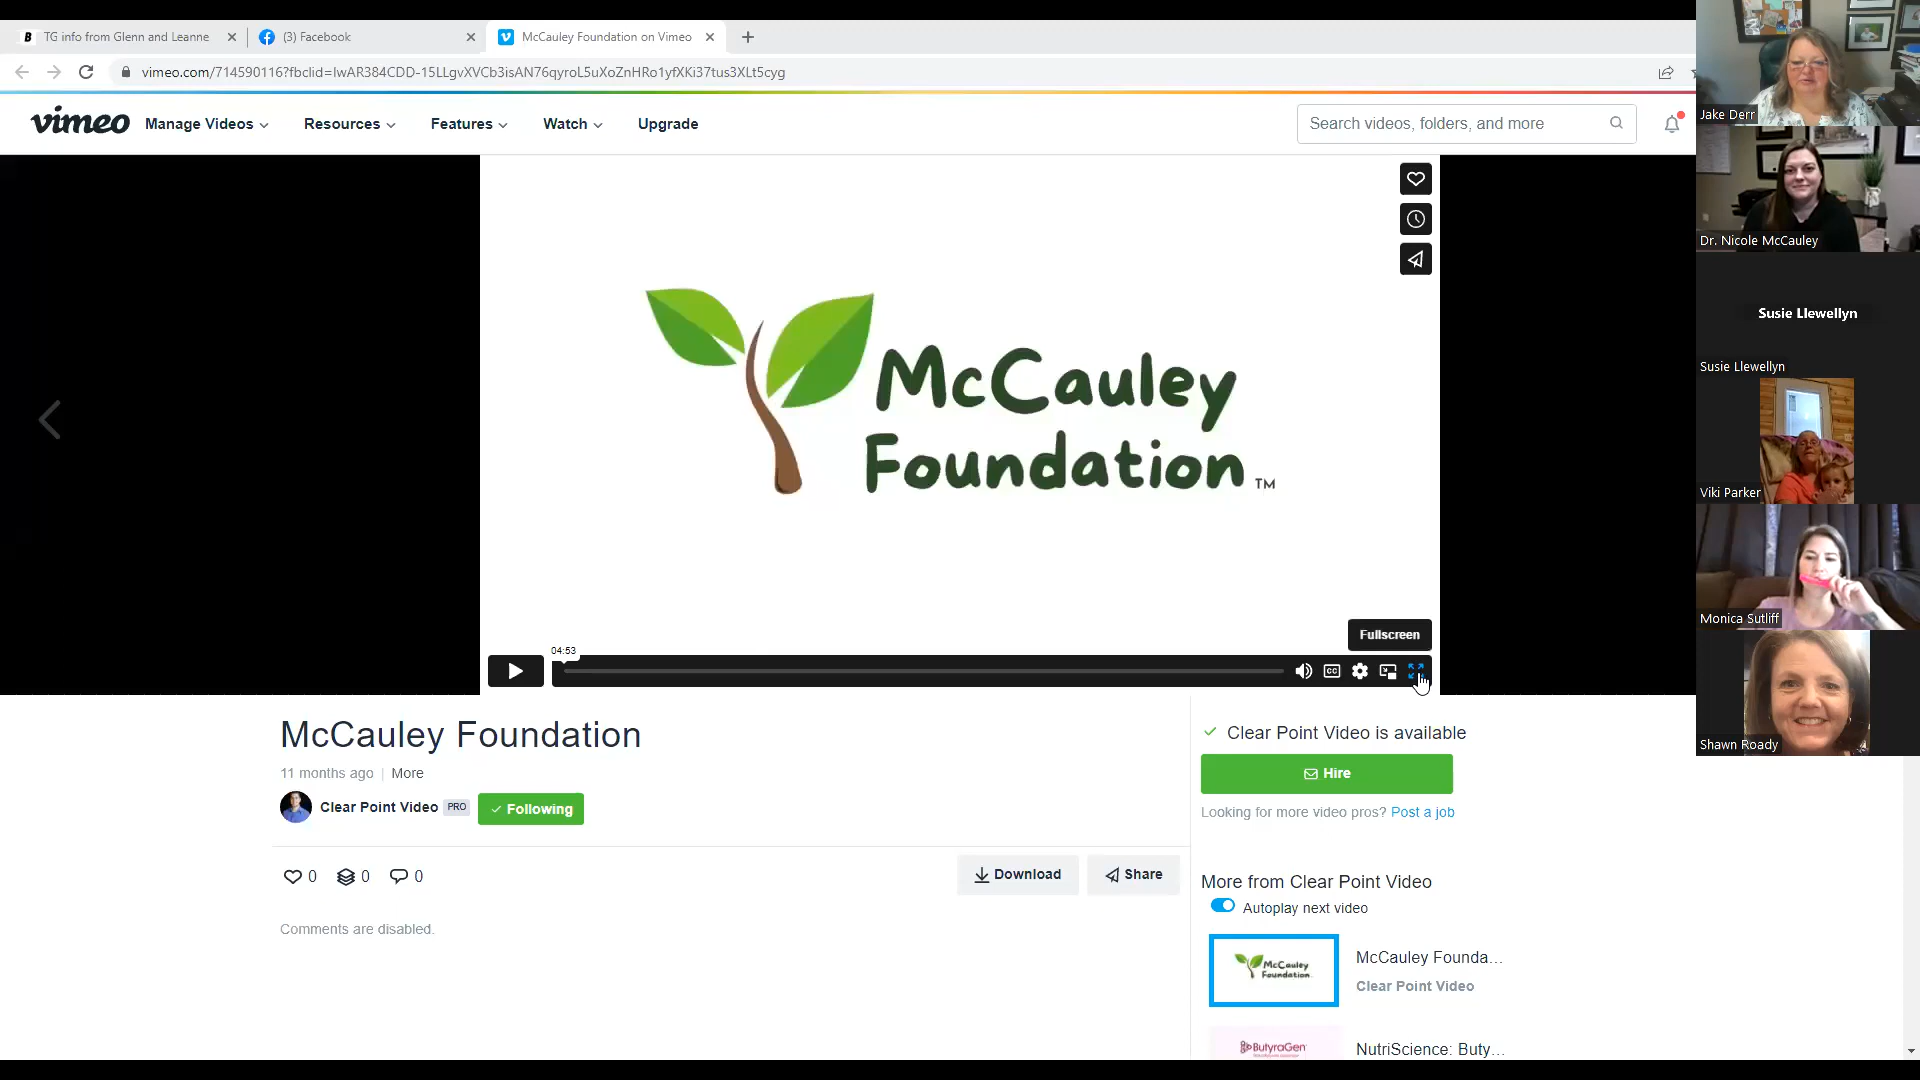 TG info from Glenn and Leanne
(3) Facebook
McCauley Foundation on Vimeo
vimeo.com/714590116?fbclid=IwAR384CDD-15LLgvXVCb3isAN76qyroL5uXoZnHRo1yfXKi37tus3XLt5cyg
vimeo
Manage Videos
Resources
Features
Watch
Upgrade
Search videos, folders, and more
McCauley
Foundation™
Fullscreen
04:53
CC
McCauley Foundation
11 months ago | More
Clear Point Video PRO
Following
0
0
0
Download
Share
Comments are disabled.
Clear Point Video is available
Hire
Looking for more video pros? Post a job
More from Clear Point Video
Autoplay next video
McCauley
Foundation
McCauley Founda...
Clear Point Video
ButyraGen
NutriScience: Buty...
Jake Derr
Dr. Nicole McCauley
Susie Llewellyn
Susie Llewellyn
Viki Parker
Monica Sutliff
Shawn Roady